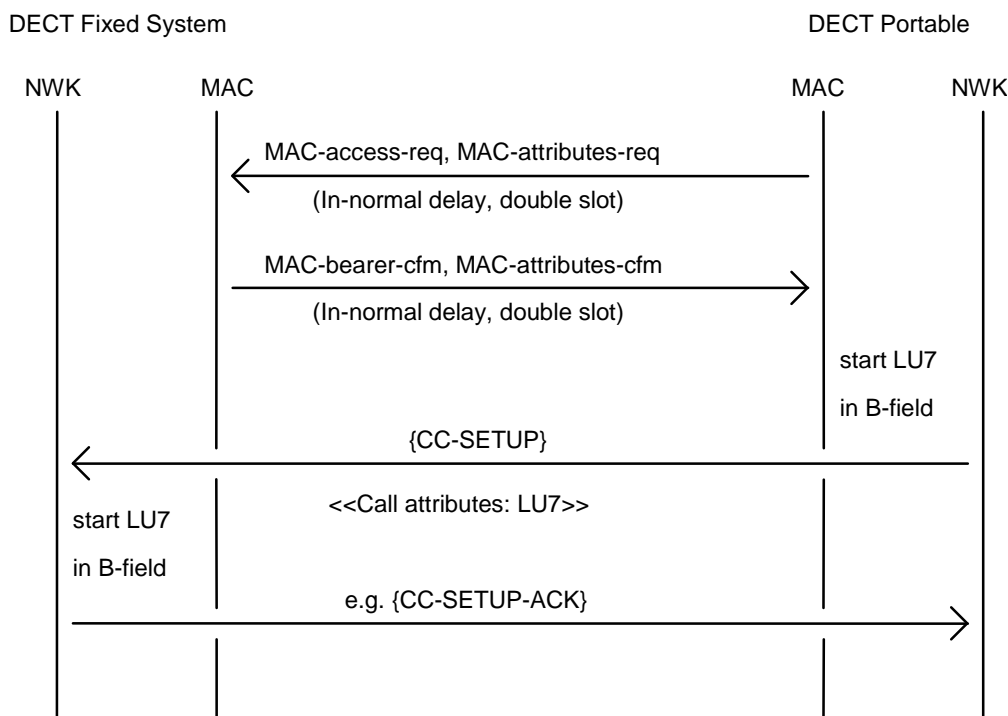 DECT Fixed System
DECT Portable
NWK
MAC
MAC
NWK
MAC-access-req, MAC-attributes-req
(In-normal delay, double slot)
MAC-bearer-cfm, MAC-attributes-cfm
(In-normal delay, double slot)
start LU7
in B-field
{CC-SETUP}
<<Call attributes: LU7>>
start LU7
in B-field
e.g. {CC-SETUP-ACK}